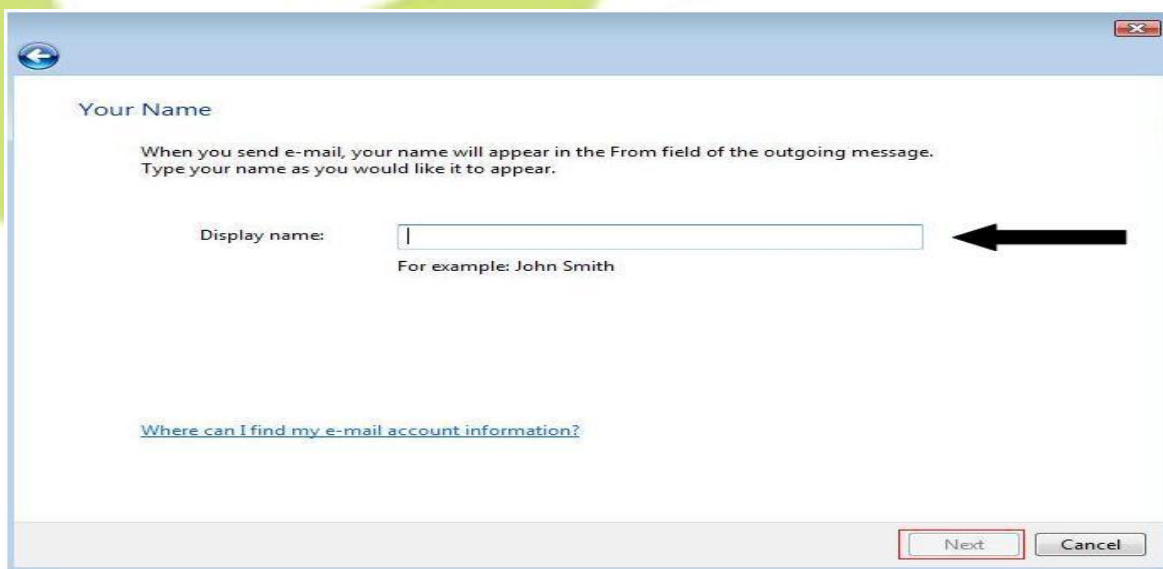 Your Name
When you send e-mail, your name will appear in the From field of the outgoing message.
Type your name as you would like it to appear.
Display name:
For example: John Smith
Where can I find my e-mail account information?
Next
Cancel